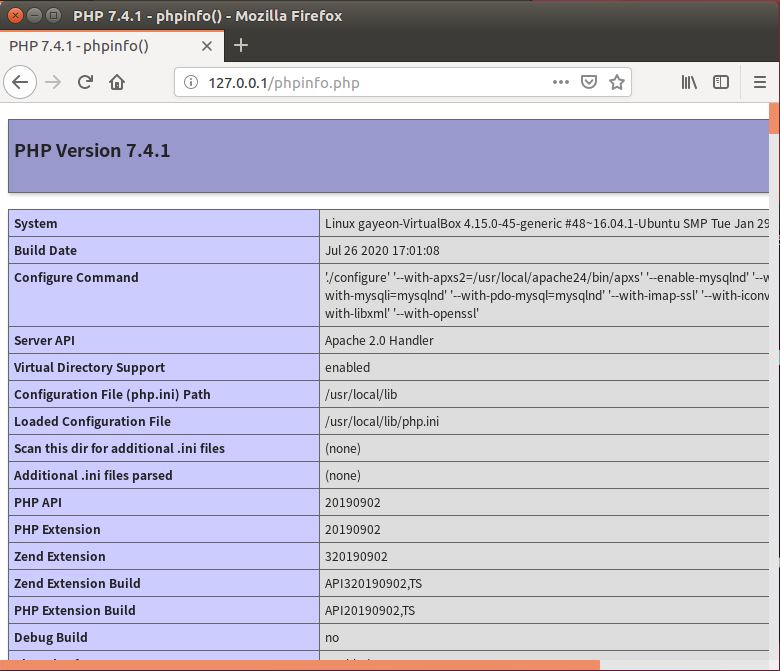 PHP 7.4.1 - phpinfo() - Mozilla Firefox
PHP 7.4.1 - phpinfo()
127.0.0.1/phpinfo.php
PHP Version 7.4.1
System Linux gayeon-VirtualBox 4.15.0-45-generic #48~16.04.1-Ubuntu SMP Tue Jan 29
Build Date Jul 26 2020 17:01:08
Configure Command './configure' '--with-apxs2=/usr/local/apache24/bin/apxs' '--enable-mysqlnd'
with-mysqli=mysqlnd' '--with-pdo-mysql=mysqlnd' '--with-imap-ssl' '--with-iconv
with-libxml' '--with-openssl'
Server API Apache 2.0 Handler
Virtual Directory Support enabled
Configuration File (php.ini) Path /usr/local/lib
Loaded Configuration File /usr/local/lib/php.ini
Scan this dir for additional .ini files (none)
Additional .ini files parsed (none)
PHP API 20190902
PHP Extension 20190902
Zend Extension 320190902
Zend Extension Build API320190902,TS
PHP Extension Build API20190902,TS
Debug Build no